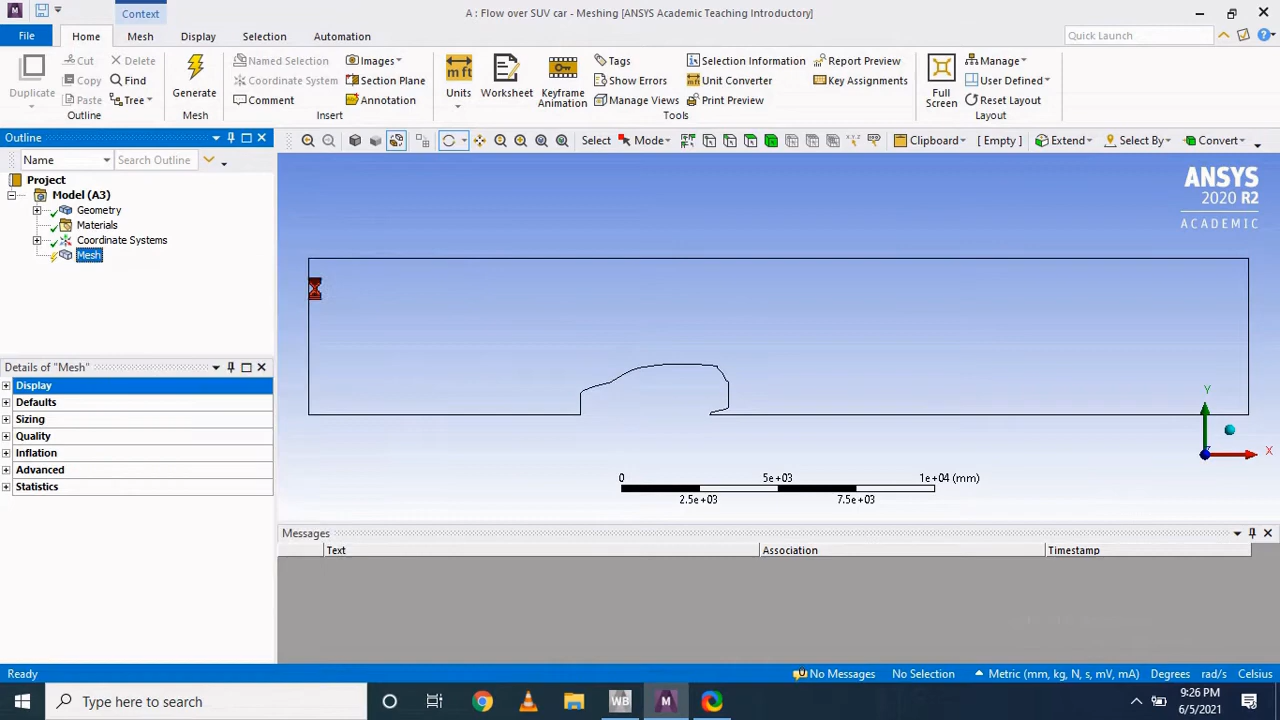 A : Flow over SUV car - Meshing [ANSYS Academic Teaching Introductory]
Context
File Home Mesh Display Selection Automation Quick Launch
Duplicate Cut Copy Paste Delete Find Tree
Outline
Generate
Mesh
Named Selection Coordinate System Comment Images Section Plane Annotation
Insert
Units Worksheet Keyframe Animation Tags Show Errors Manage Views Selection Information Unit Converter Print Preview Report Preview Key Assignments
Tools
Full Screen Manage User Defined Reset Layout
Layout
Outline
Name Search Outline
Select Mode Clipboard [ Empty ] Extend Select By Convert
Project
Model (A3)
Geometry
Materials
Coordinate Systems
Mesh
Details of "Mesh"
Display
Defaults
Sizing
Quality
Inflation
Advanced
Statistics
ANSYS
2020 R2
ACADEMIC
Y
X
0 5e+03 1e+04 (mm)
2.5e+03 7.5e+03
Messages
Text Association Timestamp
Ready No Messages No Selection Metric (mm, kg, N, s, mV, mA) Degrees rad/s Celsius
Type here to search
WB
M
9:26 PM
6/5/2021